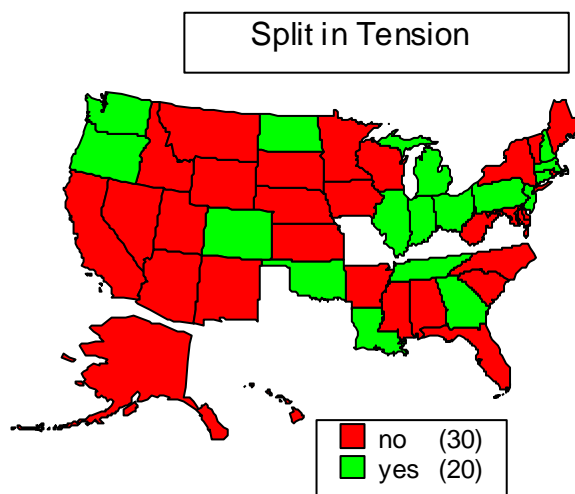 Split in Tension
no (30)
yes (20)